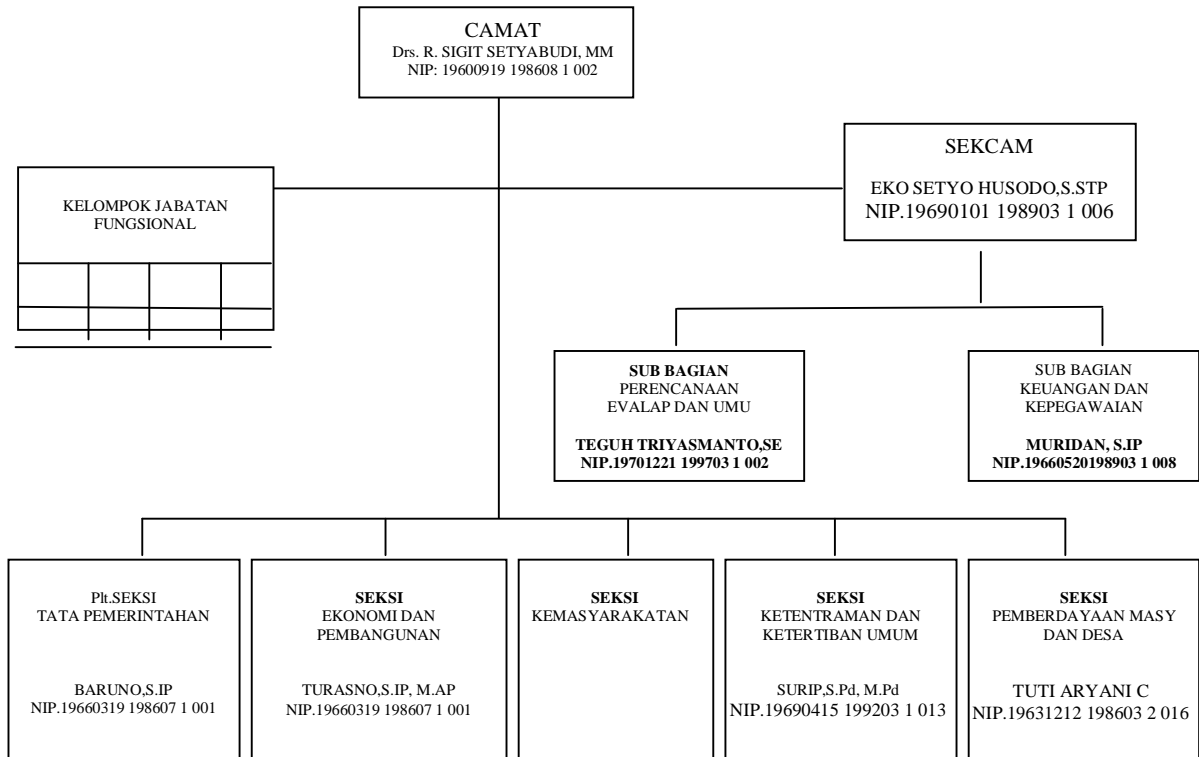 CAMAT
Drs. R. SIGIT SETYABUDI, MM
NIP: 19600919 198608 1 002
SEKCAM
EKO SETYO HUSODO,S.STP
NIP.19690101 198903 1 006
KELOMPOK JABATAN
FUNGSIONAL
SUB BAGIAN
PERENCANAAN
EVALAP DAN UMU
TEGUH TRIYASMANTO,SE
NIP.19701221 199703 1 002
SUB BAGIAN
KEUANGAN DAN
KEPEGAWAIAN
MURIDAN, S.IP
NIP.19660520198903 1 008
Plt.SEKSI
TATA PEMERINTAHAN
BARUNO,S.IP
NIP.19660319 198607 1 001
SEKSI
EKONOMI DAN
PEMBANGUNAN
TURASNO,S.IP, M.AP
NIP.19660319 198607 1 001
SEKSI
KEMASYARAKATAN
SEKSI
KETENTRAMAN DAN
KETERTIBAN UMUM
SURIP,S.Pd, M.Pd
NIP.19690415 199203 1 013
SEKSI
PEMBERDAYAAN MASY
DAN DESA
TUTI ARYANI C
NIP.19631212 198603 2 016